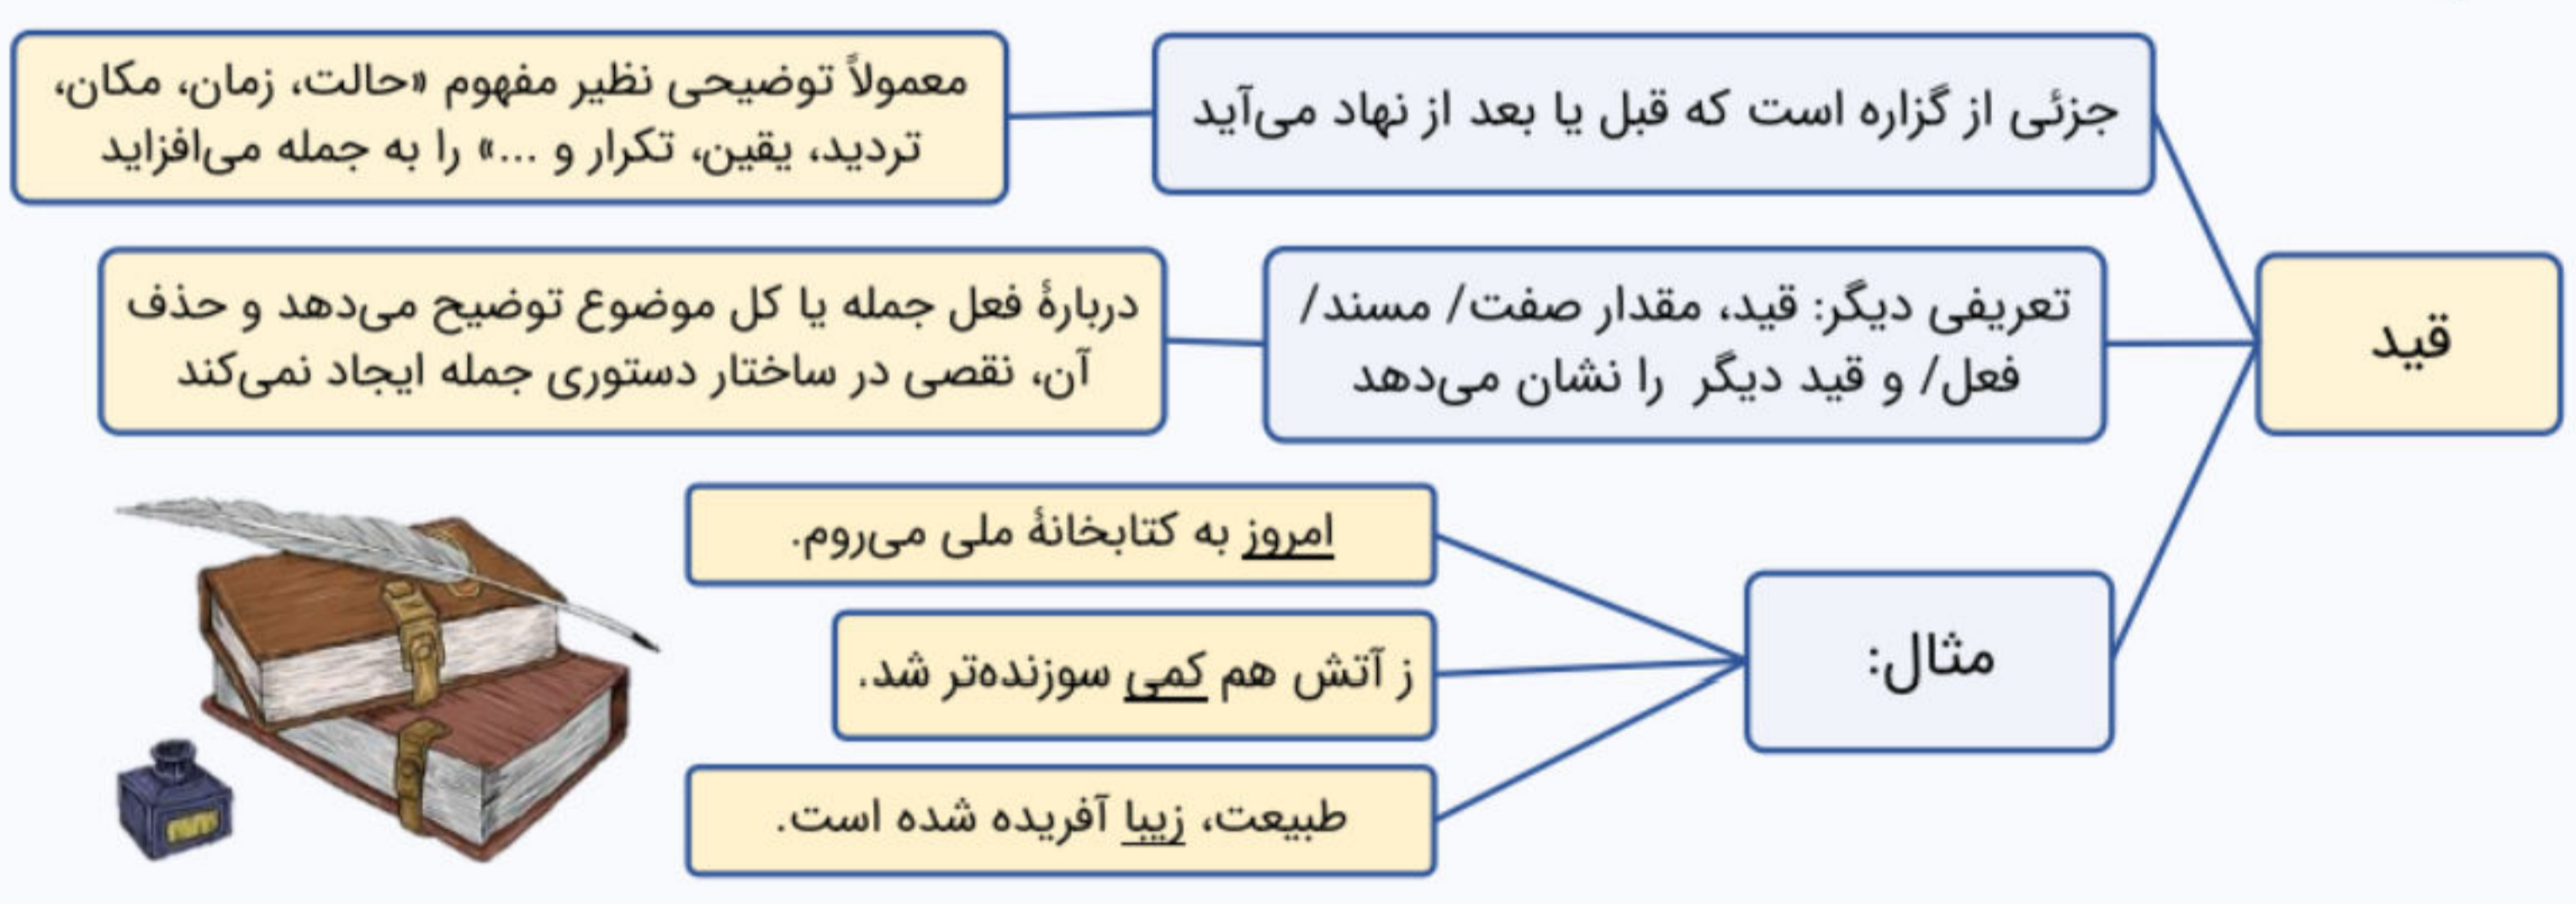 قید
جزئی از گزاره است که قبل یا بعد از نهاد می‌آید
معمولاً توضیحی نظیر مفهوم «حالت، زمان، مکان،
تردید، یقین، تکرار و ...» را به جمله می‌افزاید
تعریفی دیگر: قید، مقدار صفت/ مسند/
فعل/ و قید دیگر را نشان می‌دهد
دربارهٔ فعل جمله یا کل موضوع توضیح می‌دهد و حذف
آن، نقصی در ساختار دستوری جمله ایجاد نمی‌کند
مثال:
امروز به کتابخانهٔ ملی می‌روم.
ز آتش هم کمی سوزنده‌تر شد.
طبیعت، زیبا آفریده شده است.